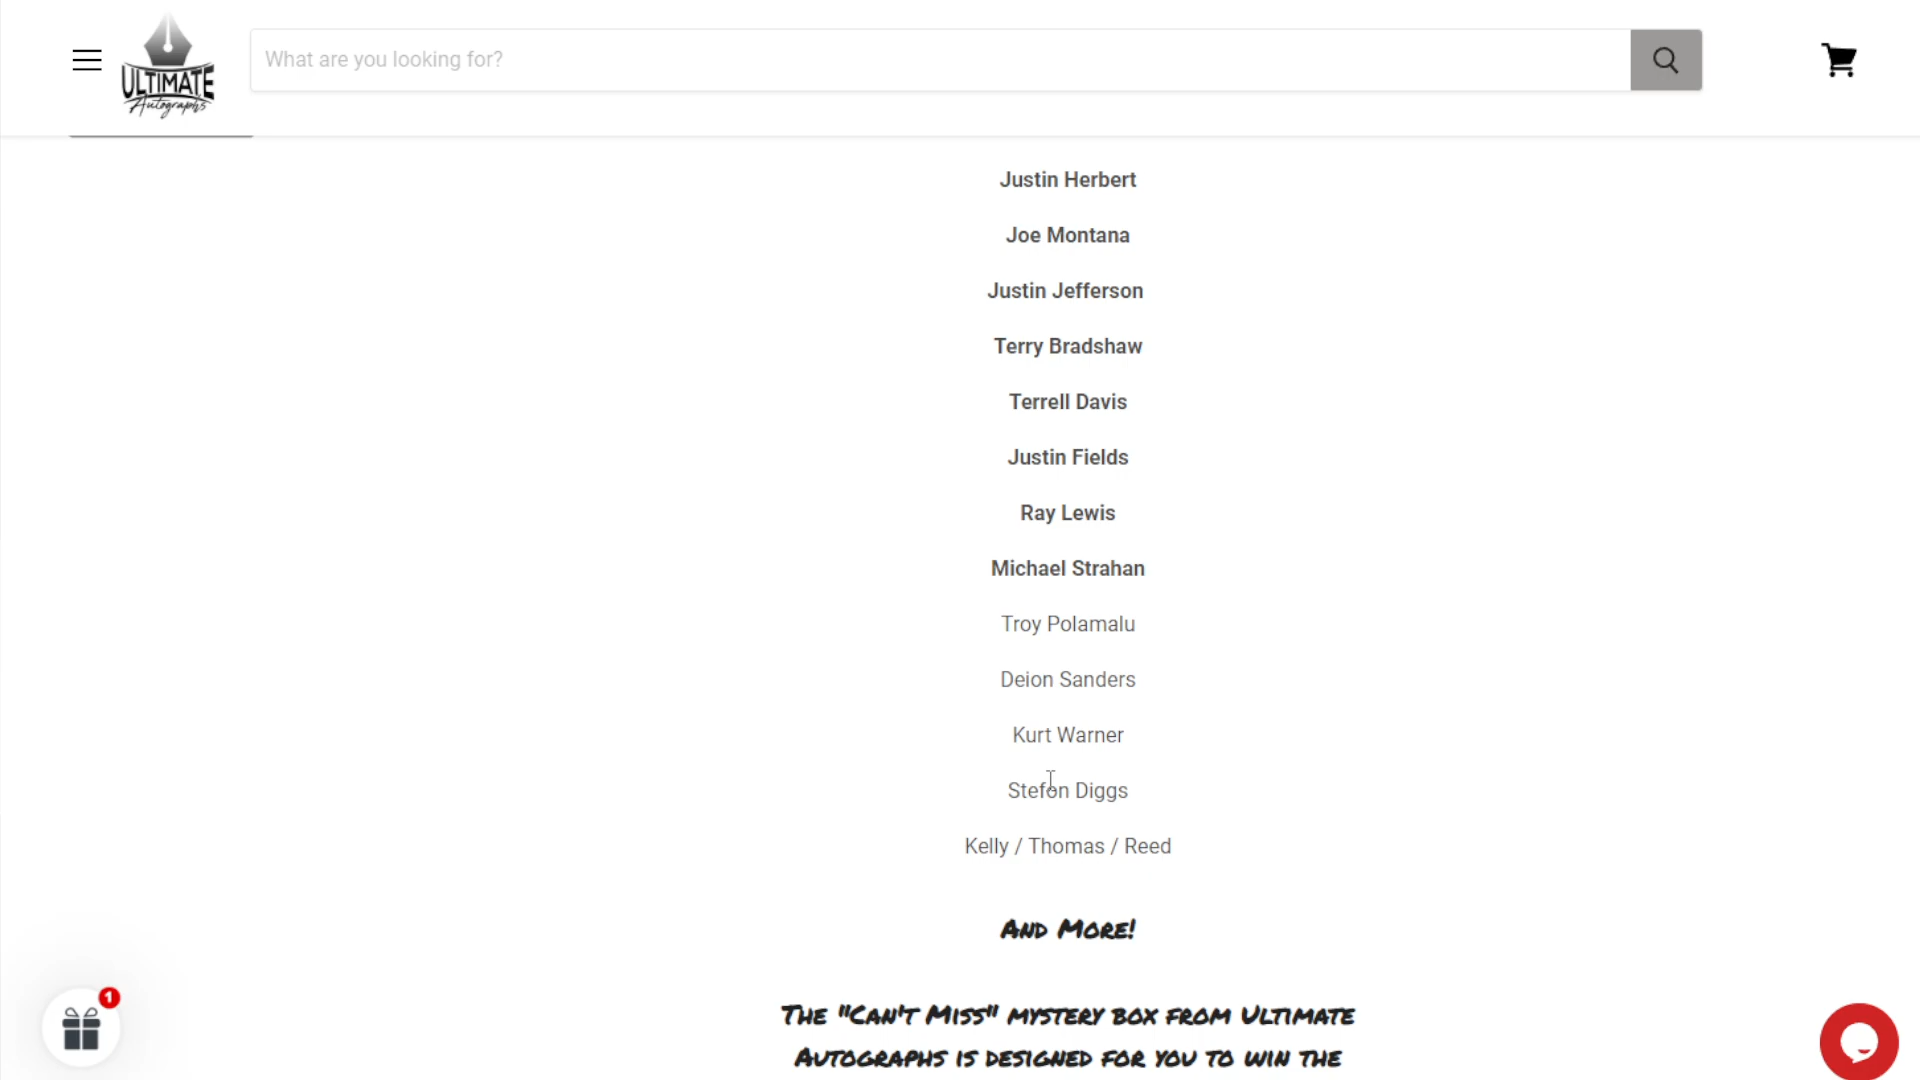 ULTIMATE
Autographs
What are you looking for?
Justin Herbert
Joe Montana
Justin Jefferson
Terry Bradshaw
Terrell Davis
Justin Fields
Ray Lewis
Michael Strahan
Troy Polamalu
Deion Sanders
Kurt Warner
Stefon Diggs
Kelly / Thomas / Reed
And More!
1
The "Can't Miss" mystery box from Ultimate
Autographs is designed for you to win the